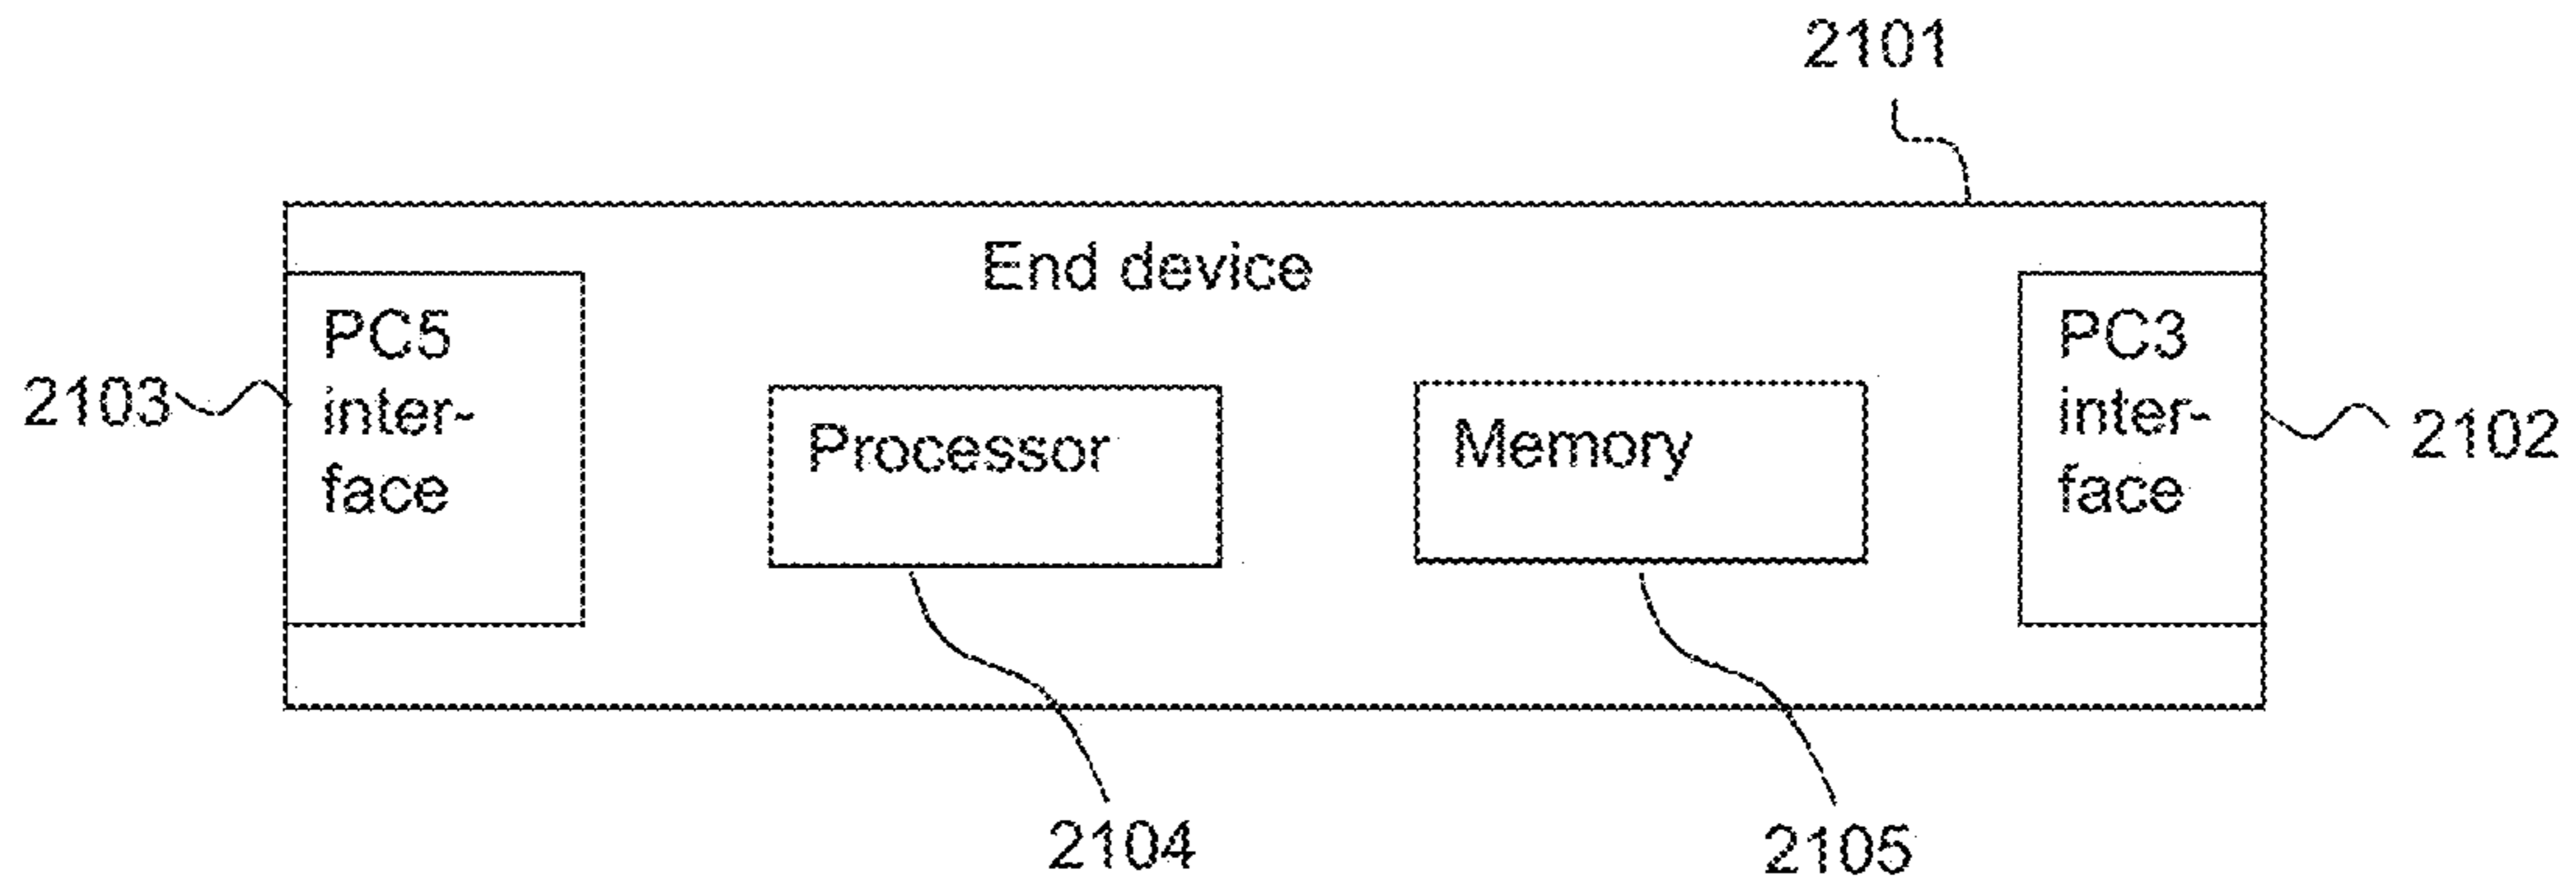 2101
End device
PC5
inter-
face
PC3
inter-
face
2103
Processor
Memory
2102
2104
2105